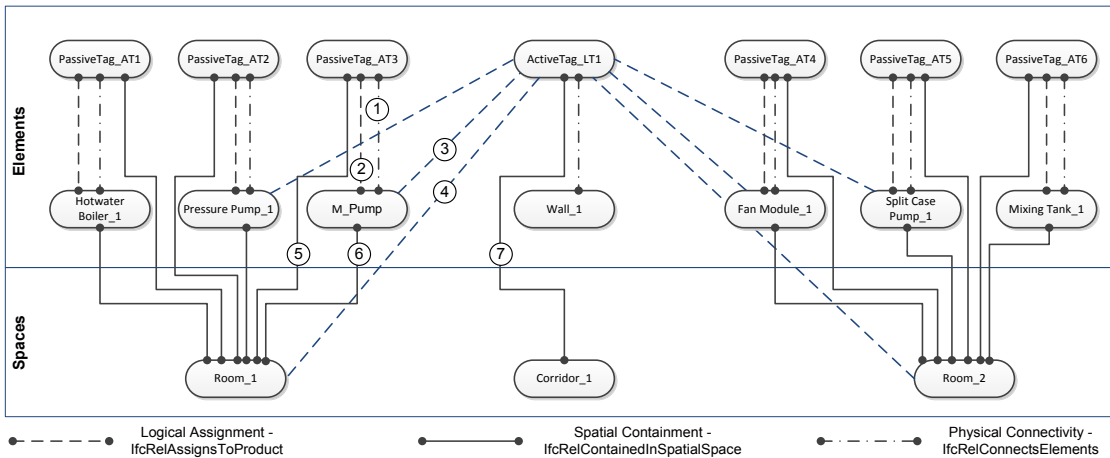 PassiveTag_AT1
PassiveTag_AT2
PassiveTag_AT3
ActiveTag_LT1
PassiveTag_AT4
PassiveTag_AT5
PassiveTag_AT6
Elements
1
2
3
4
Hotwater
Boiler_1
Pressure Pump_1
M_Pump
Wall_1
Fan Module_1
Split Case
Pump_1
Mixing Tank_1
5
6
7
Spaces
Room_1
Corridor_1
Room_2
Logical Assignment -
IfcRelAssignsToProduct
Spatial Containment -
IfcRelContainedInSpatialSpace
Physical Connectivity -
IfcRelConnectsElements